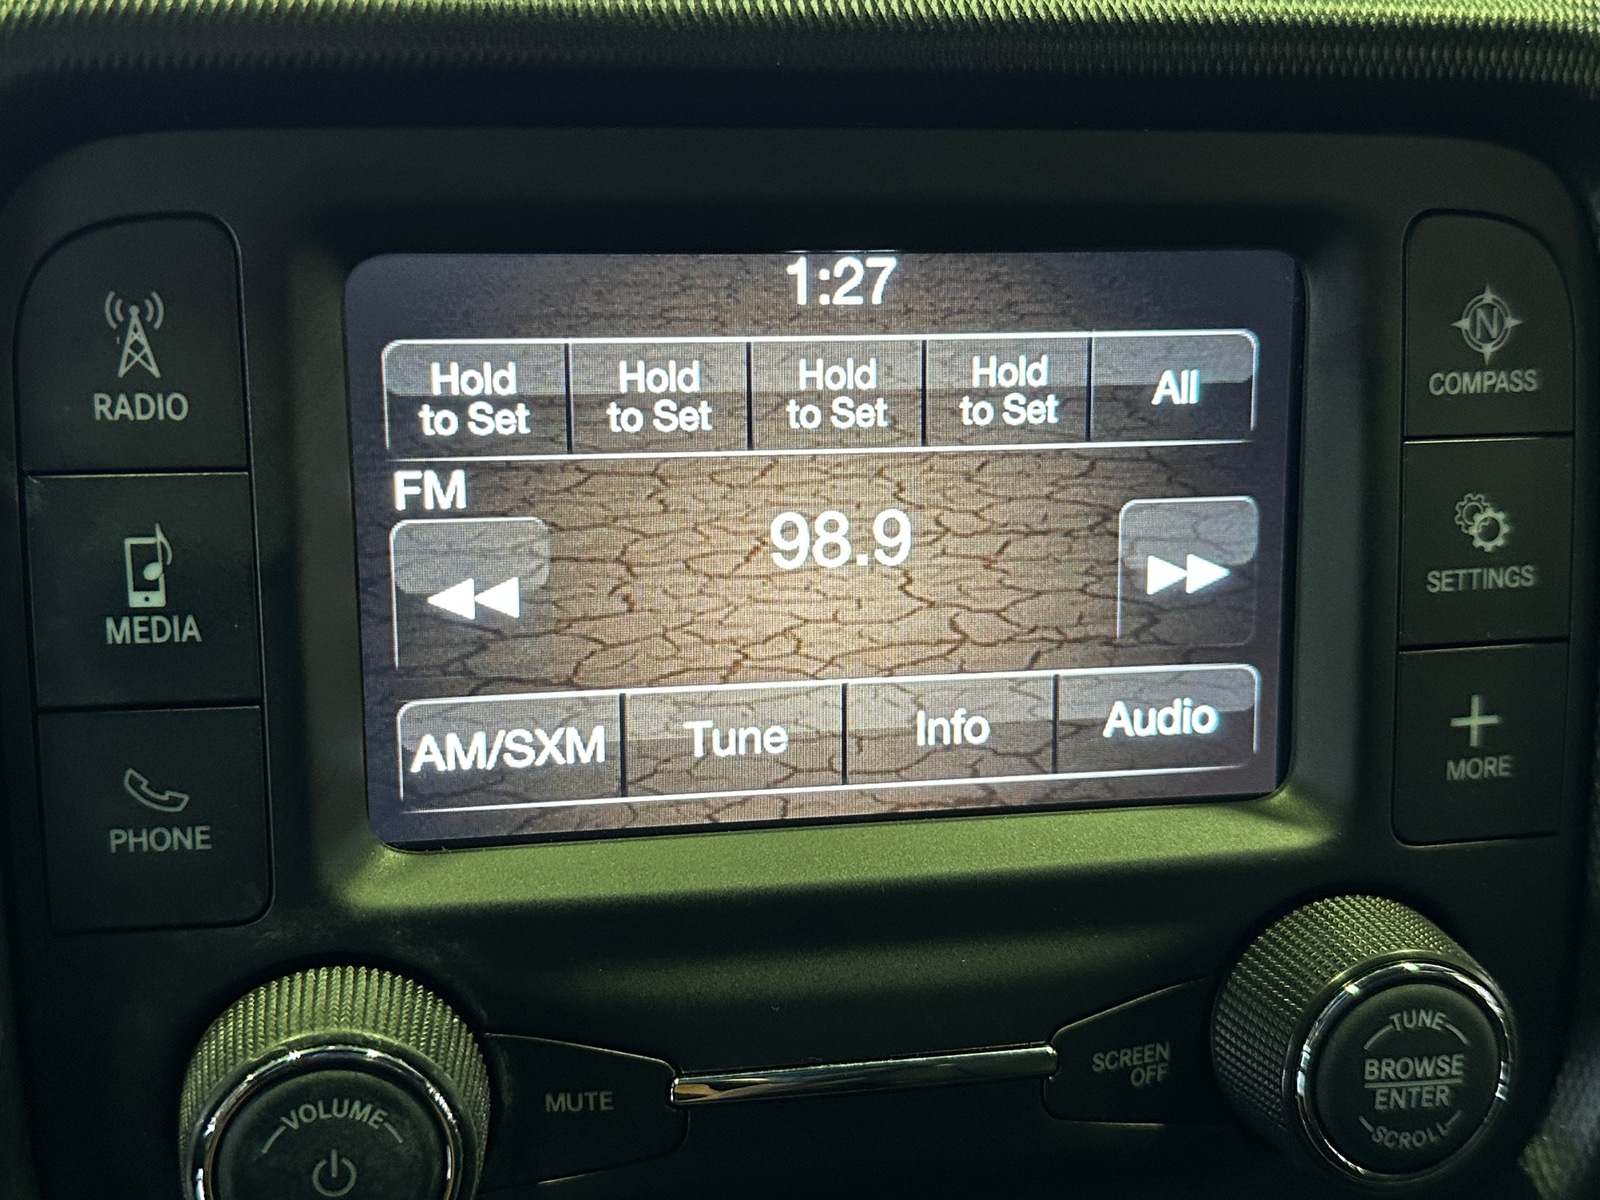 1:27
Hold
to Set
Hold
to Set
Hold
to Set
Hold
to Set
All
FM
98.9
AM/SXM
Tune
Info
Audio
RADIO
MEDIA
PHONE
N
COMPASS
SETTINGS
MORE
VOLUME
MUTE
SCREEN
OFF
TUNE
BROWSE
ENTER
SCROLL